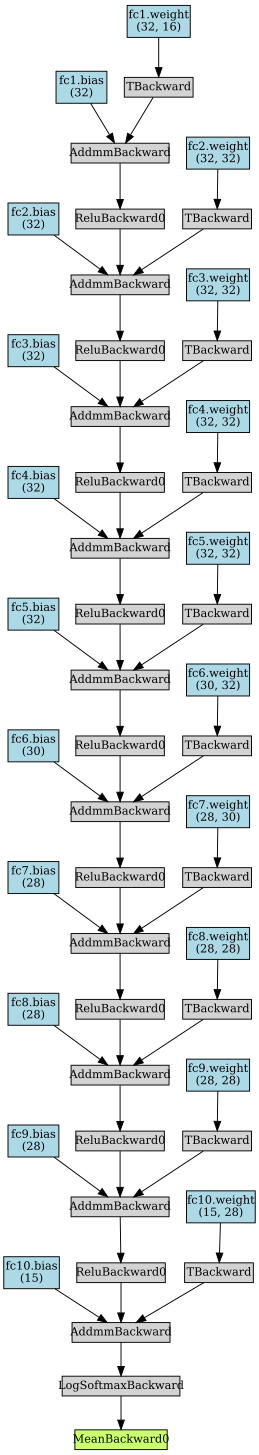 fc1.weight
(32, 16)
fc1.bias
(32)
TBackward
AddmmBackward
fc2.weight
(32, 32)
fc2.bias
(32)
ReluBackward0
TBackward
AddmmBackward
fc3.weight
(32, 32)
fc3.bias
(32)
ReluBackward0
TBackward
AddmmBackward
fc4.weight
(32, 32)
fc4.bias
(32)
ReluBackward0
TBackward
AddmmBackward
fc5.weight
(32, 32)
fc5.bias
(32)
ReluBackward0
TBackward
AddmmBackward
fc6.weight
(30, 32)
fc6.bias
(30)
ReluBackward0
TBackward
AddmmBackward
fc7.weight
(28, 30)
fc7.bias
(28)
ReluBackward0
TBackward
AddmmBackward
fc8.weight
(28, 28)
fc8.bias
(28)
ReluBackward0
TBackward
AddmmBackward
fc9.weight
(28, 28)
fc9.bias
(28)
ReluBackward0
TBackward
AddmmBackward
fc10.weight
(15, 28)
fc10.bias
(15)
ReluBackward0
TBackward
AddmmBackward
LogSoftmaxBackward
MeanBackward0